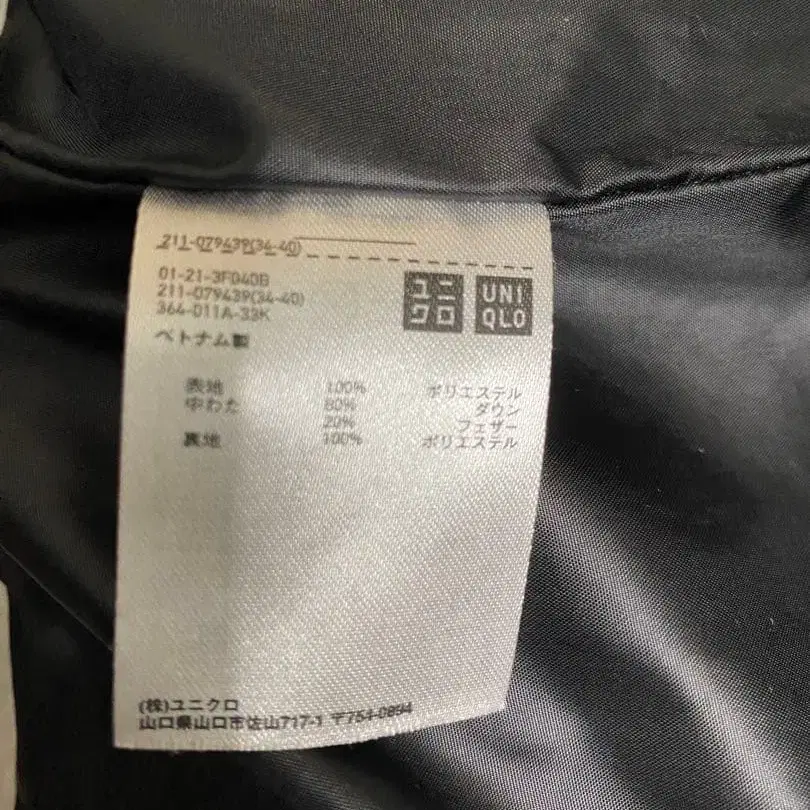 211-079439(34-40)
01-21-3F040B
211-079439(34-40)
364-011A-33K
ユニ
クロ
UNI
QLO
ベトナム製
表地 100% ポリエステル
中わた 80% ダウン
20% フェザー
裏地 100% ポリエステル
(株)ユニクロ
山口県山口市佐山717-1 〒754-0894